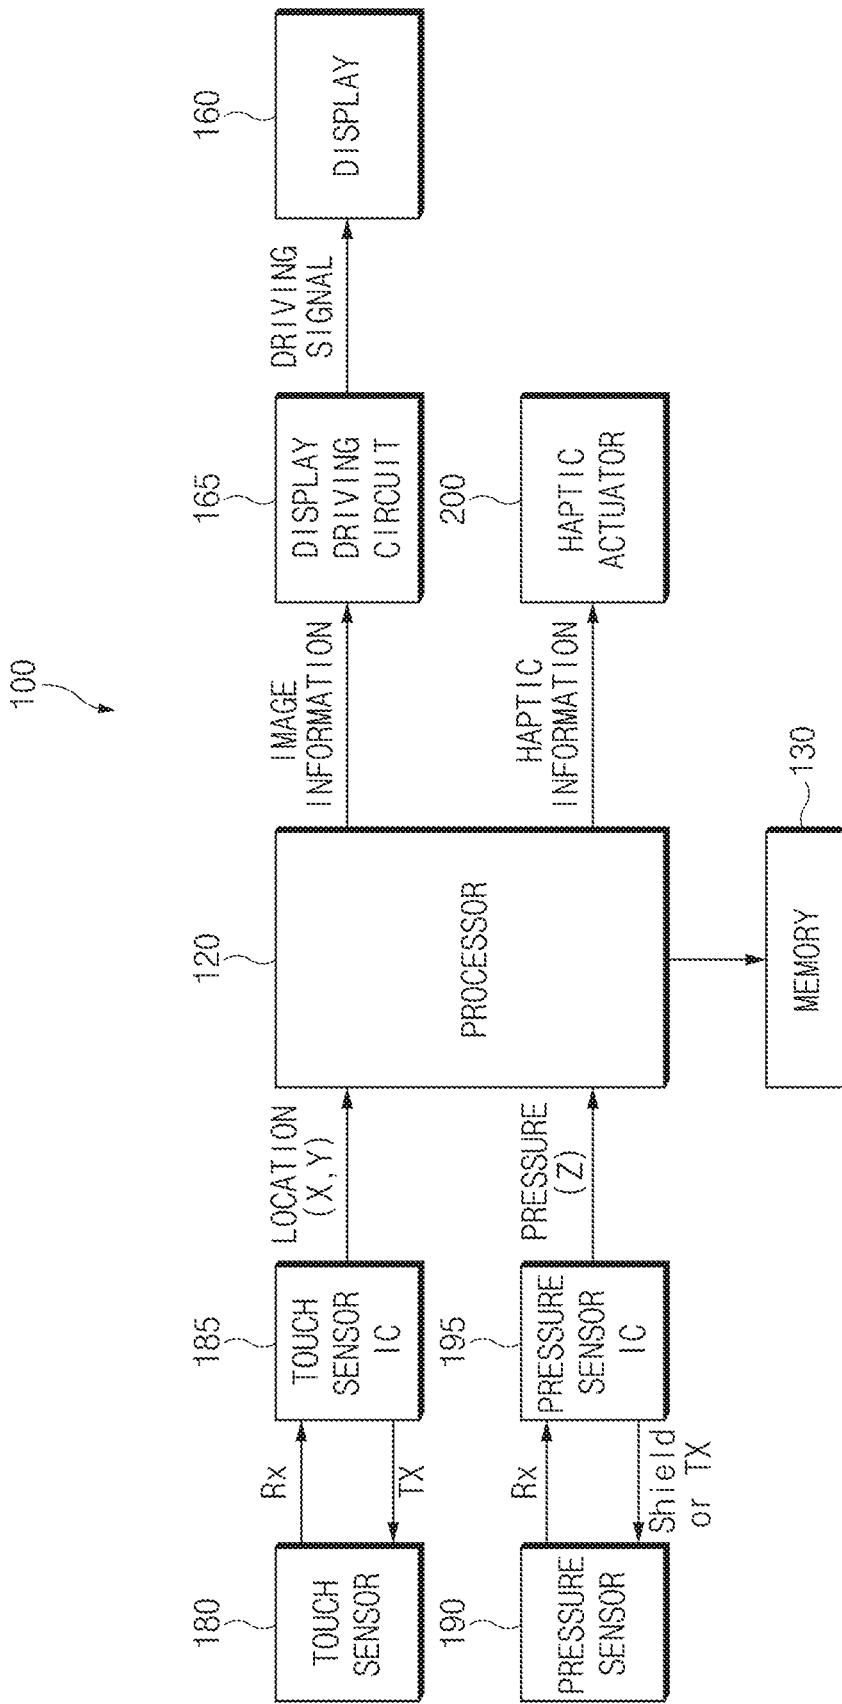 100
180
TOUCH
SENSOR
Rx
TX
185
TOUCH
SENSOR
IC
LOCATION
(X,Y)
120
PROCESSOR
IMAGE
INFORMATION
165
DISPLAY
DRIVING
CIRCUIT
DRIVING
SIGNAL
160
DISPLAY
190
PRESSURE
SENSOR
Rx
Shield
or TX
195
PRESSURE
SENSOR
IC
PRESSURE
(Z)
HAPTIC
INFORMATION
200
HAPTIC
ACTUATOR
130
MEMORY